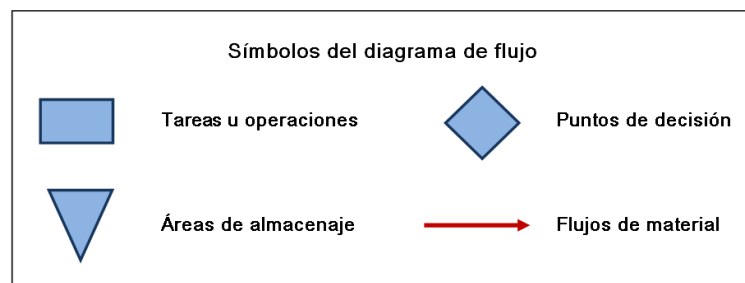 Símbolos del diagrama de flujo
Tareas u operaciones
Puntos de decisión
Áreas de almacenaje
Flujos de material